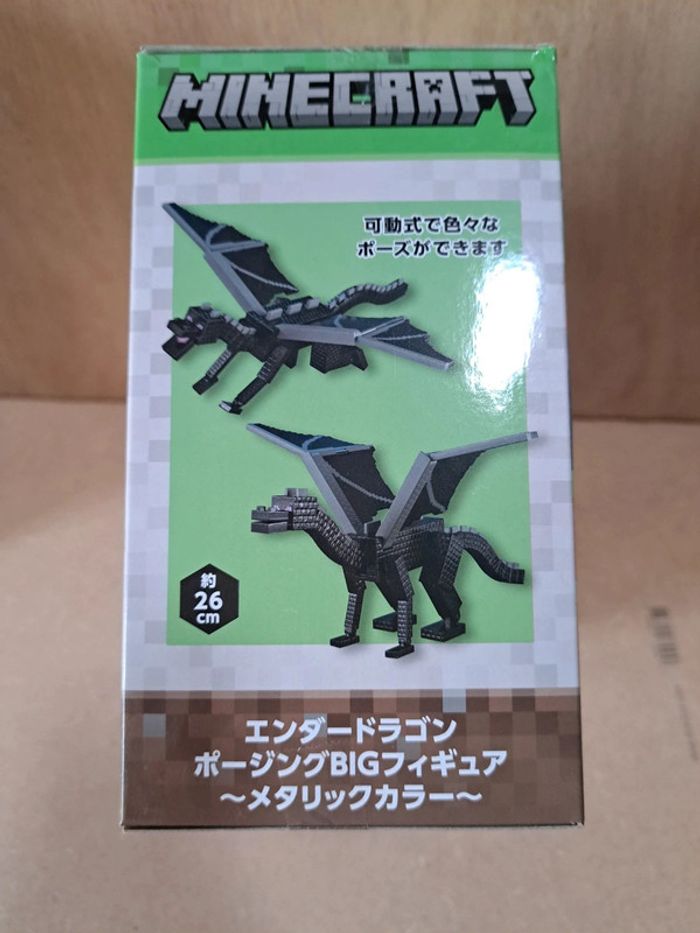 MINECRAFT
可動式で色々な
ポーズができます
約
26
cm
エンダードラゴン
ポージングBIGフィギュア
～メタリックカラー～